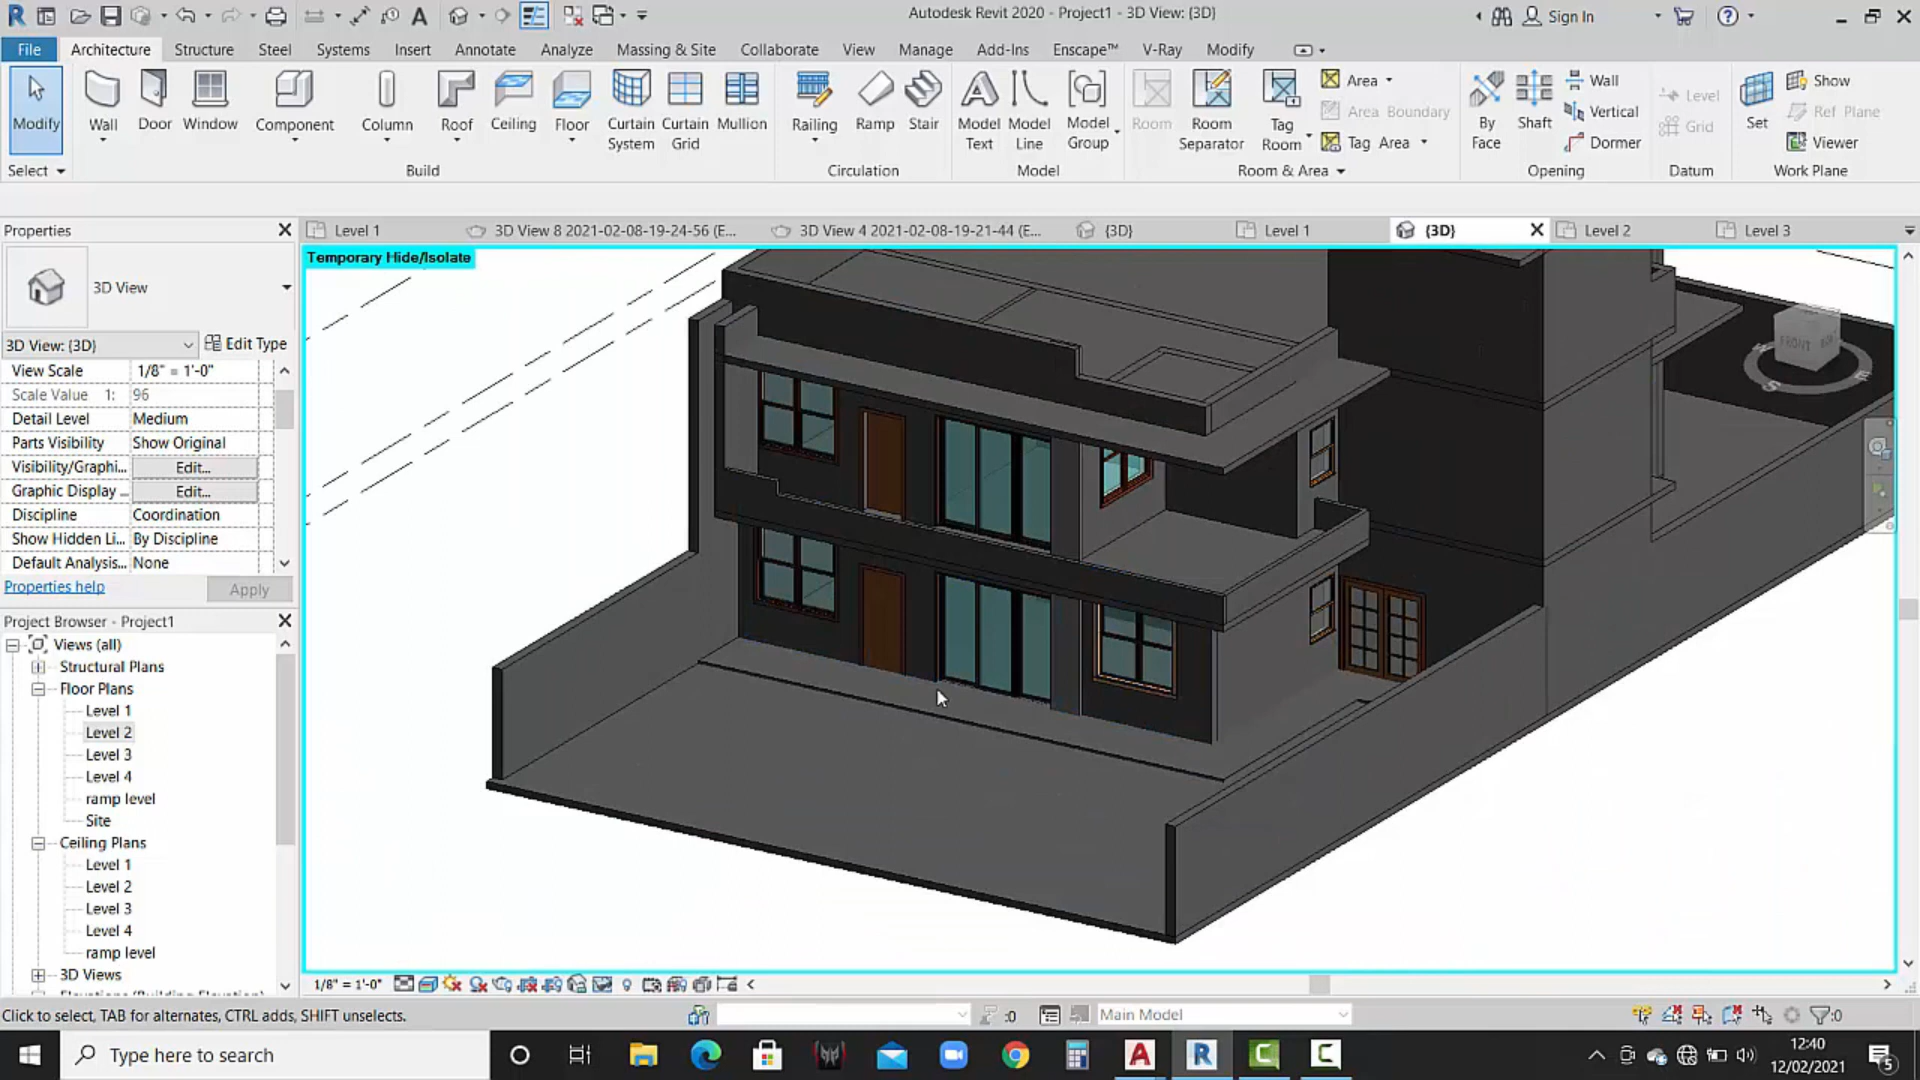 Autodesk Revit 2020 - Project1 - 3D View: {3D}
Sign In
File Architecture Structure Steel Systems Insert Annotate Analyze Massing & Site Collaborate View Manage Add-Ins Enscape™ V-Ray Modify
Modify
Wall
Door
Window
Component
Column
Roof
Ceiling
Floor
Curtain System
Curtain Grid
Mullion
Railing
Ramp
Stair
Model Text
Model Line
Model Group
Room
Room Separator
Tag Room
Area
Area Boundary
Tag Area
By Face
Shaft
Wall
Vertical
Dormer
Level
Grid
Set
Show
Ref Plane
Viewer
Select Build Circulation Model Room & Area Opening Datum Work Plane
Properties
Level 1
3D View 8 2021-02-08-19-24-56 (E...
3D View 4 2021-02-08-19-21-44 (E...
{3D}
Level 1
{3D}
Level 2
Level 3
Temporary Hide/Isolate
3D View
3D View: {3D}
Edit Type
View Scale 1/8" = 1'-0"
Scale Value 1: 96
Detail Level Medium
Parts Visibility Show Original
Visibility/Graphi... Edit...
Graphic Display ... Edit...
Discipline Coordination
Show Hidden Li... By Discipline
Default Analysis... None
Properties help
Apply
Project Browser - Project1
Views (all)
Structural Plans
Floor Plans
Level 1
Level 2
Level 3
Level 4
ramp level
Site
Ceiling Plans
Level 1
Level 2
Level 3
Level 4
ramp level
3D Views
FRONT
S
E
1/8" = 1'-0"
Click to select, TAB for alternates, CTRL adds, SHIFT unselects.
:0
Main Model
:0
Type here to search
12:40
12/02/2021
5